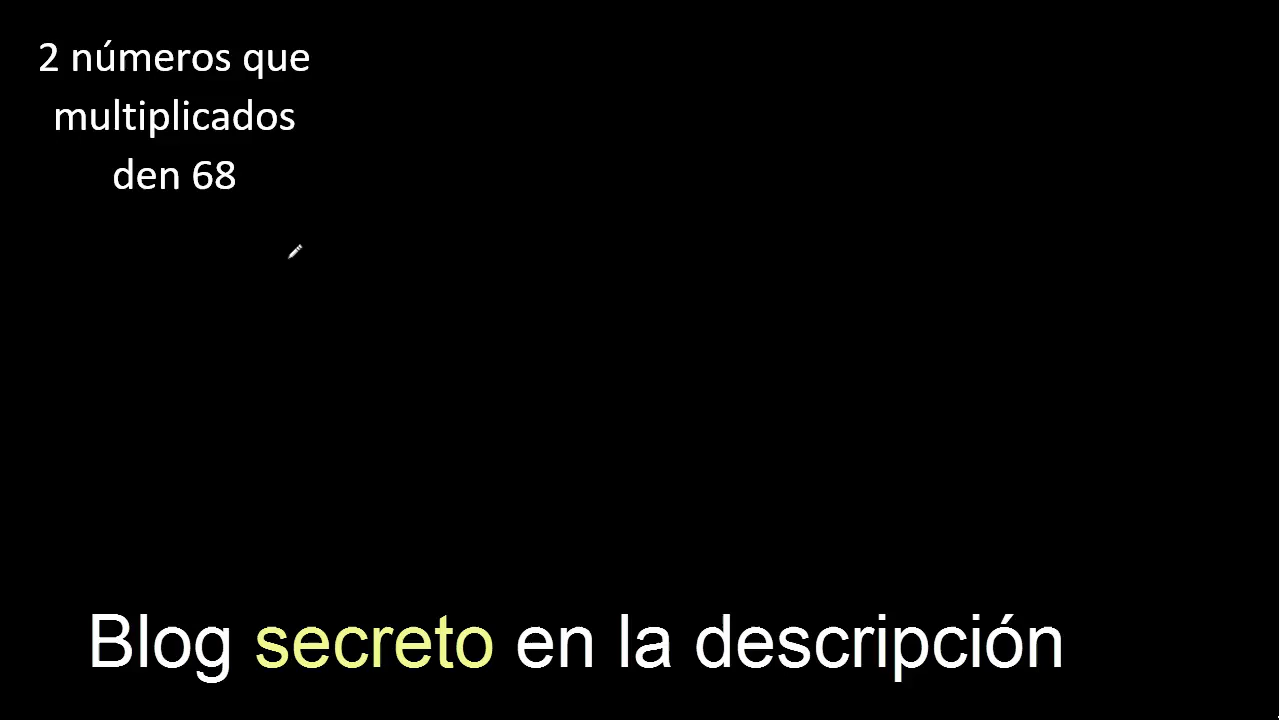 2 números que
multiplicados
den 68
Blog secreto en la descripción